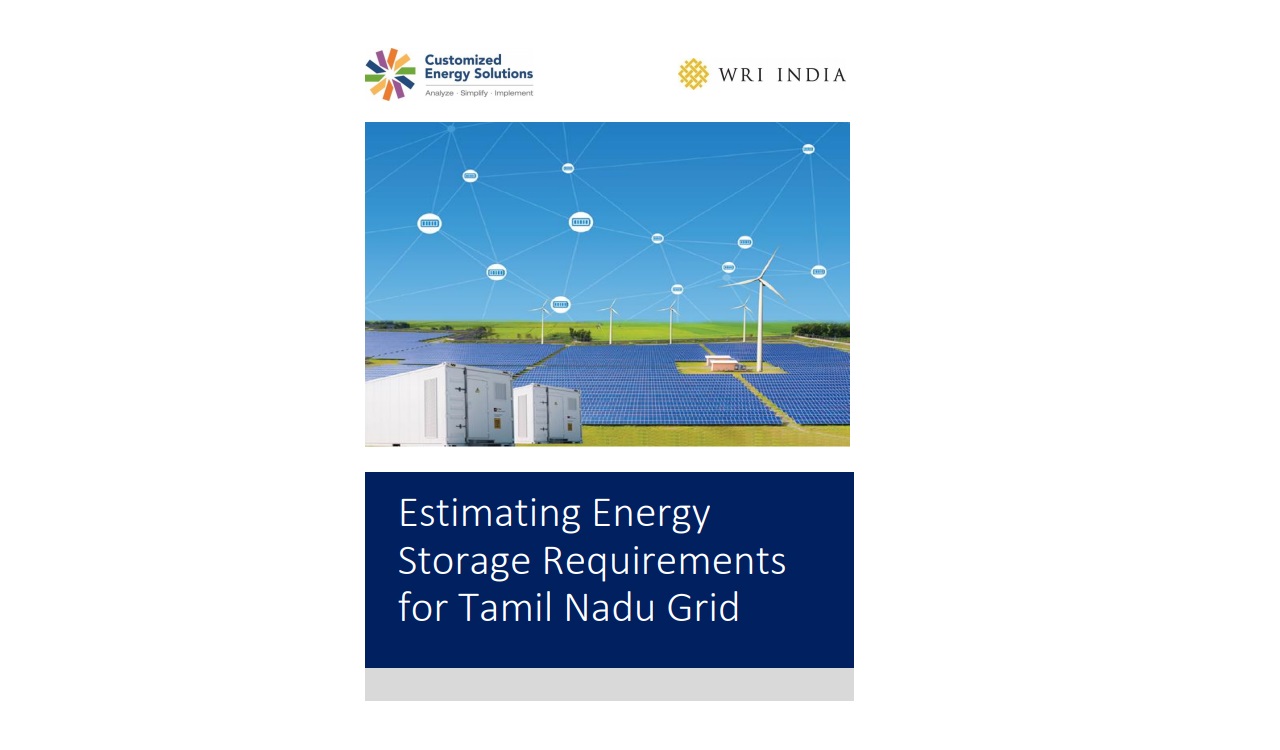 Customized
Energy Solutions
Analyze · Simplify · Implement
WRI INDIA
Estimating Energy
Storage Requirements
for Tamil Nadu Grid